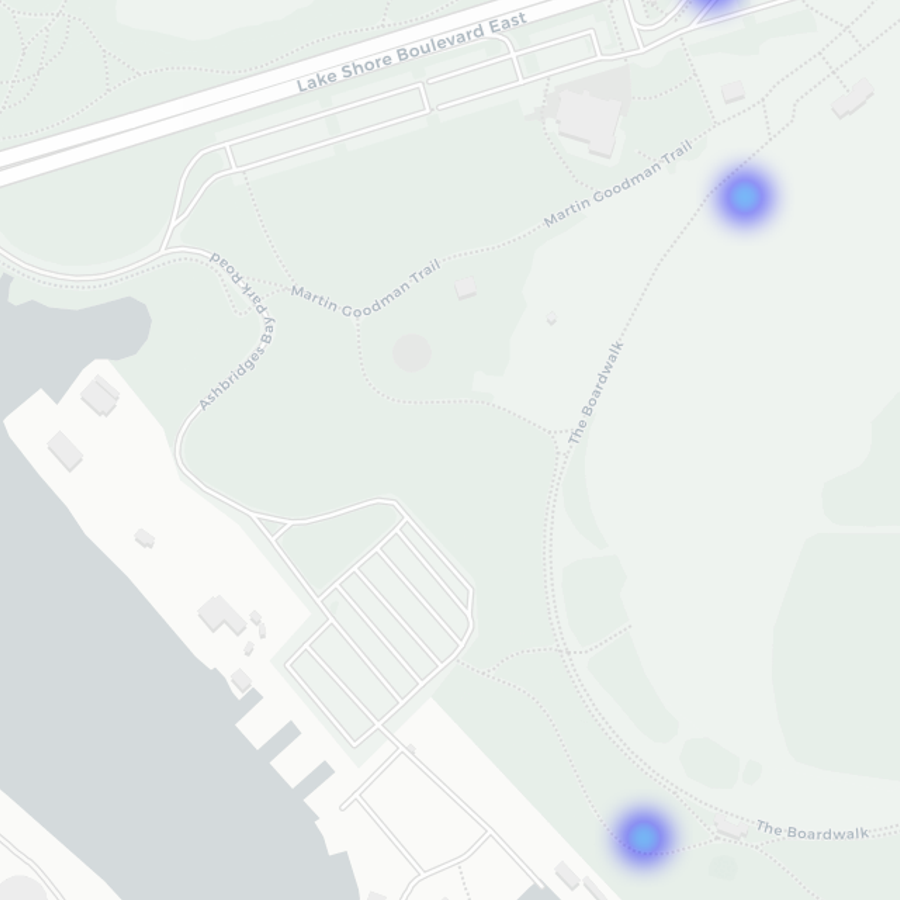 Lake Shore Boulevard East
Martin Goodman Trail
Martin Goodman Trail
Ashbridges Bay Park Road
The Boardwalk
The Boardwalk